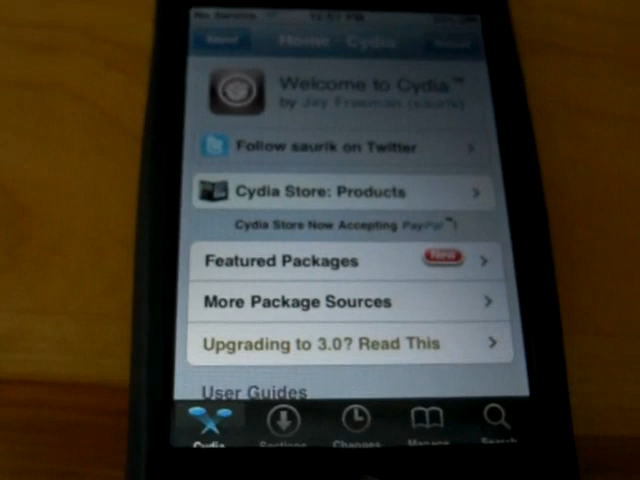 No Service 12:57 PM
Home · Cydia
Welcome to Cydia™
by Jay Freeman (saurik)
Follow saurik on Twitter
Cydia Store: Products
Cydia Store Now Accepting PayPal™!
Featured Packages New
More Package Sources
Upgrading to 3.0? Read This
User Guides
Cydia Sections Changes Manage Search